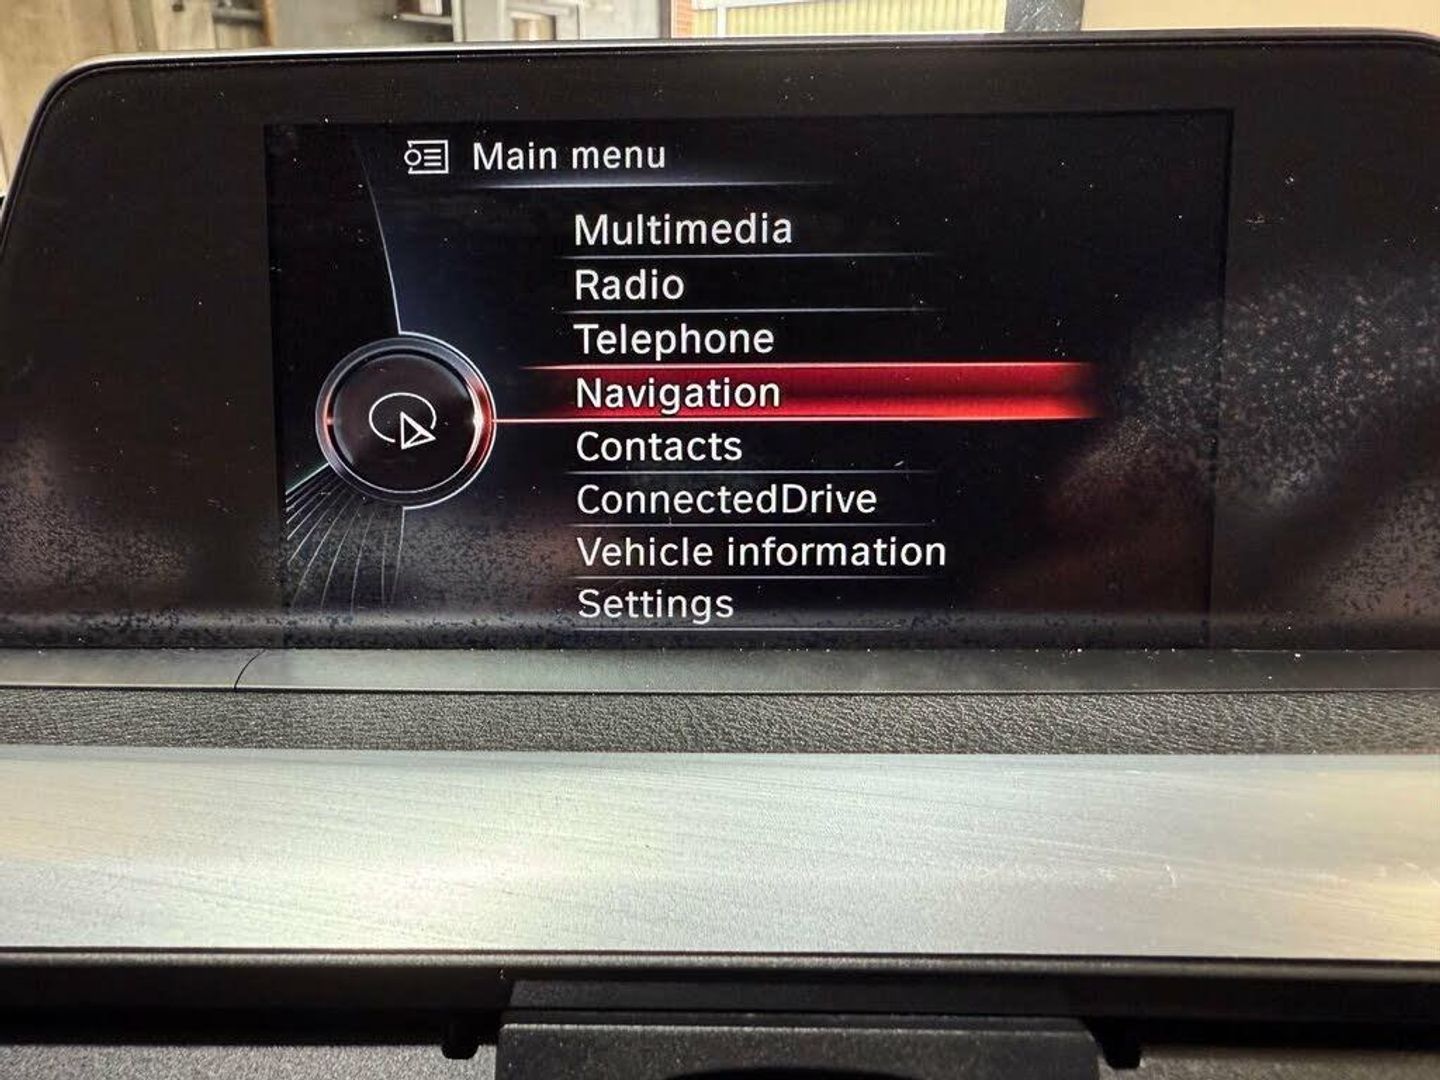 Main menu
Multimedia
Radio
Telephone
Navigation
Contacts
ConnectedDrive
Vehicle information
Settings